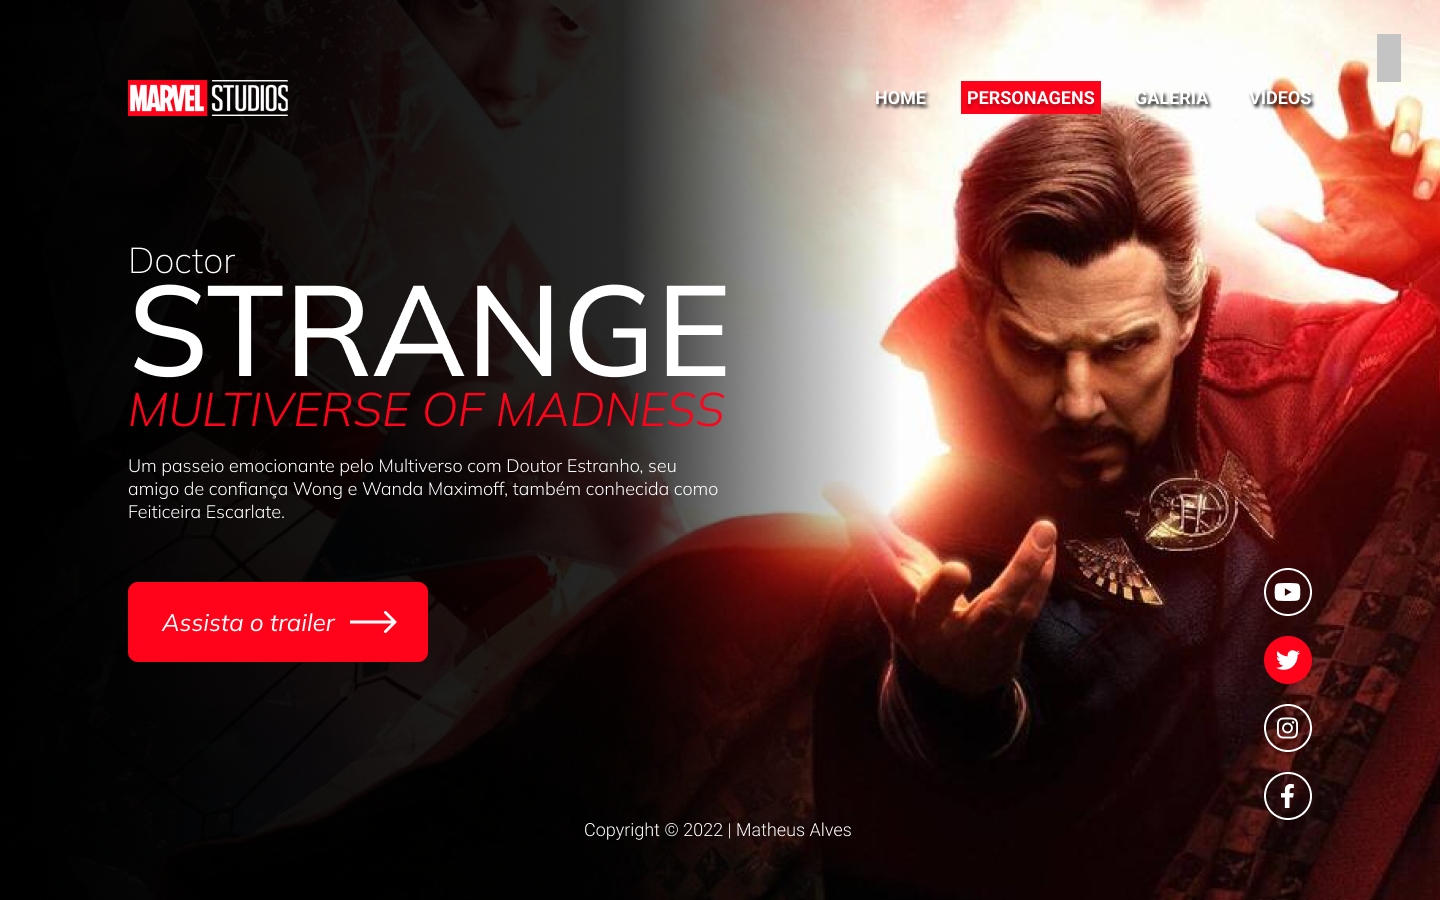 MARVEL STUDIOS
HOME PERSONAGENS GALERIA VÍDEOS
Doctor
STRANGE
MULTIVERSE OF MADNESS
Um passeio emocionante pelo Multiverso com Doutor Estranho, seu
amigo de confiança Wong e Wanda Maximoff, também conhecida como
Feiticeira Escarlate.
Assista o trailer
Copyright © 2022 | Matheus Alves